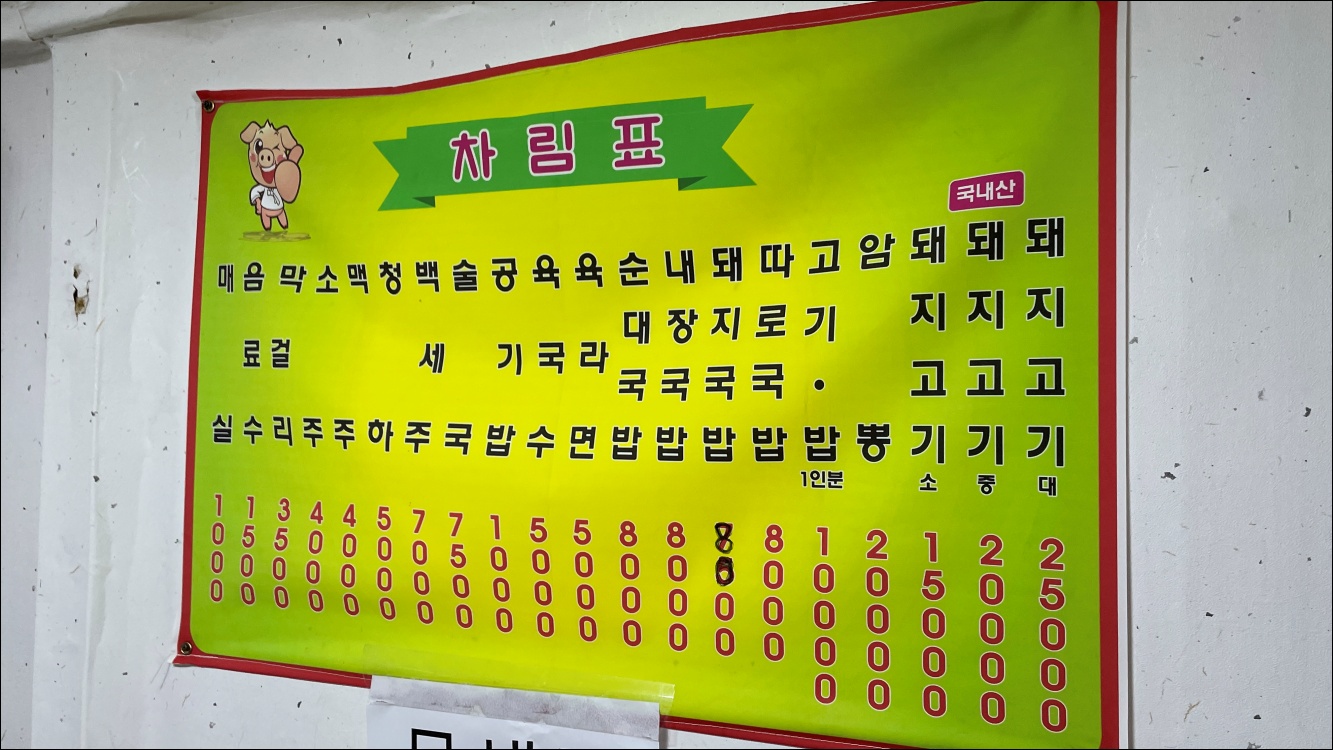 차림표
국내산
돼지고기 대 25000
돼지고기 중 20000
돼지고기 소 15000
암뽕 20000
고기·밥 1인분 10000
따로국밥 8000
돼지국밥 8000
내장국밥 8000
순대국밥 8000
육라면 5000
육국수 5000
공기밥 1000
술국 7500
백세주 7000
청하 5000
맥주 4000
소주 4000
막걸리 3500
음료수 1500
매실 1000